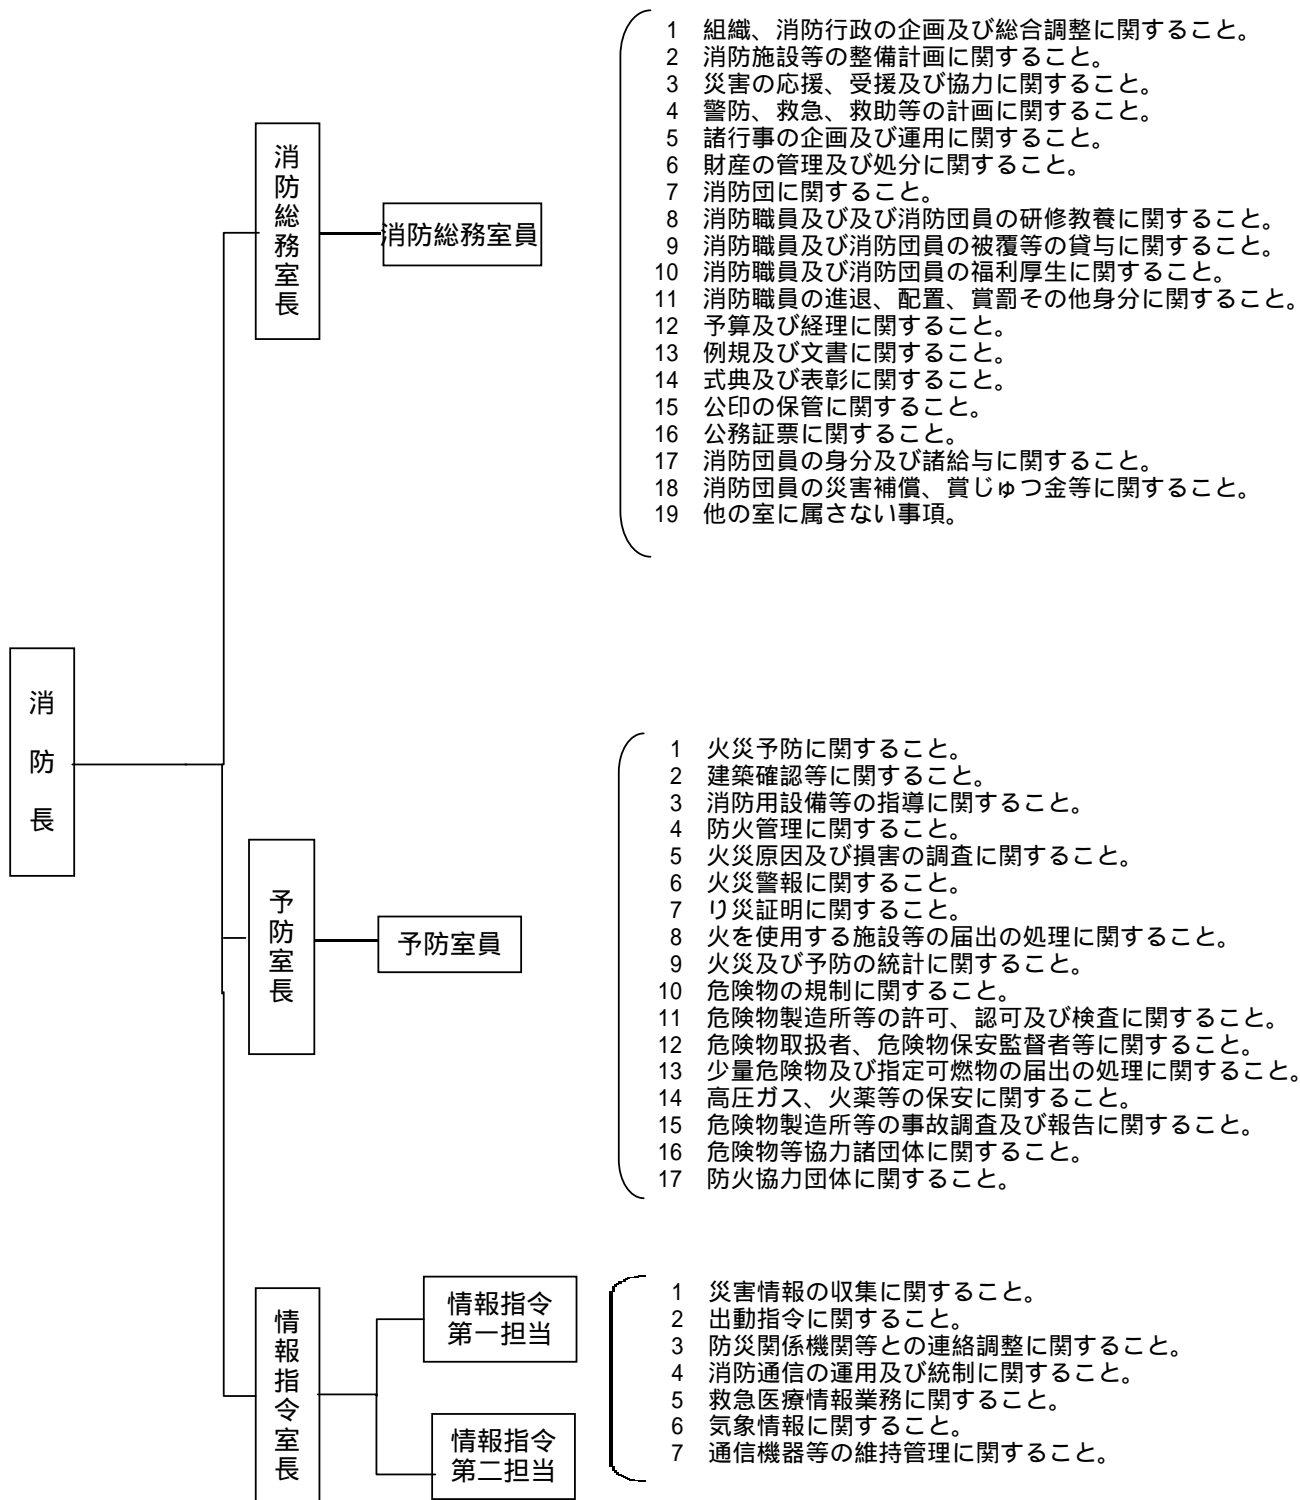 消防長
消防総務室長
消防総務室員
1 組織、消防行政の企画及び総合調整に関すること。
2 消防施設等の整備計画に関すること。
3 災害の応援、受援及び協力に関すること。
4 警防、救急、救助等の計画に関すること。
5 諸行事の企画及び運用に関すること。
6 財産の管理及び処分に関すること。
7 消防団に関すること。
8 消防職員及び及び消防団員の研修教養に関すること。
9 消防職員及び消防団員の被覆等の貸与に関すること。
10 消防職員及び消防団員の福利厚生に関すること。
11 消防職員の進退、配置、賞罰その他身分に関すること。
12 予算及び経理に関すること。
13 例規及び文書に関すること。
14 式典及び表彰に関すること。
15 公印の保管に関すること。
16 公務証票に関すること。
17 消防団員の身分及び諸給与に関すること。
18 消防団員の災害補償、賞じゅつ金等に関すること。
19 他の室に属さない事項。
予防室長
予防室員
1 火災予防に関すること。
2 建築確認等に関すること。
3 消防用設備等の指導に関すること。
4 防火管理に関すること。
5 火災原因及び損害の調査に関すること。
6 火災警報に関すること。
7 り災証明に関すること。
8 火を使用する施設等の届出の処理に関すること。
9 火災及び予防の統計に関すること。
10 危険物の規制に関すること。
11 危険物製造所等の許可、認可及び検査に関すること。
12 危険物取扱者、危険物保安監督者等に関すること。
13 少量危険物及び指定可燃物の届出の処理に関すること。
14 高圧ガス、火薬等の保安に関すること。
15 危険物製造所等の事故調査及び報告に関すること。
16 危険物等協力諸団体に関すること。
17 防火協力団体に関すること。
情報指令室長
情報指令
第一担当
情報指令
第二担当
1 災害情報の収集に関すること。
2 出動指令に関すること。
3 防災関係機関等との連絡調整に関すること。
4 消防通信の運用及び統制に関すること。
5 救急医療情報業務に関すること。
6 気象情報に関すること。
7 通信機器等の維持管理に関すること。